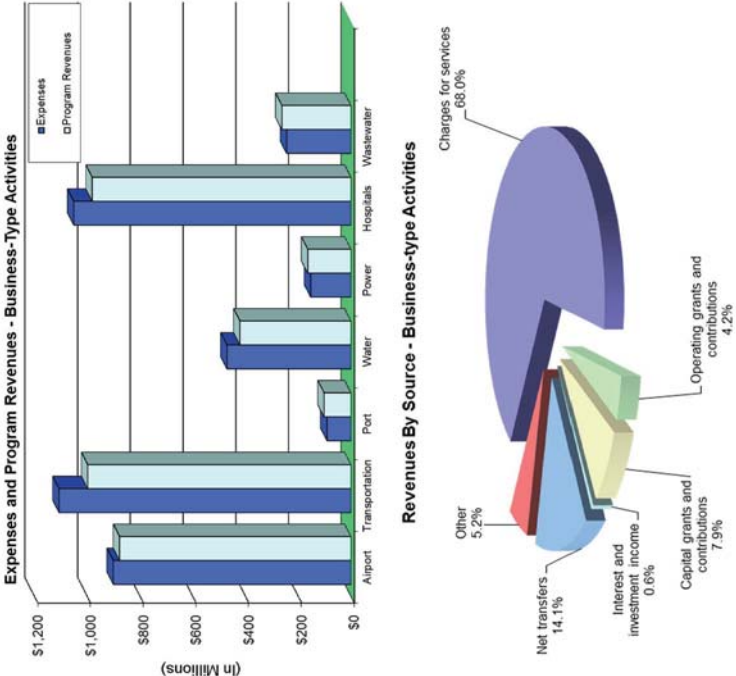 Expenses and Program Revenues - Business-Type Activities
Expenses
Program Revenues
(In Millions)
$1,200
$1,000
$800
$600
$400
$200
$0
Airport
Transportation
Port
Water
Power
Hospitals
Wastewater
Revenues By Source - Business-type Activities
Charges for services
68.0%
Operating grants and
contributions
4.2%
Capital grants and
contributions
7.9%
Interest and
investment income
0.6%
Net transfers
14.1%
Other
5.2%